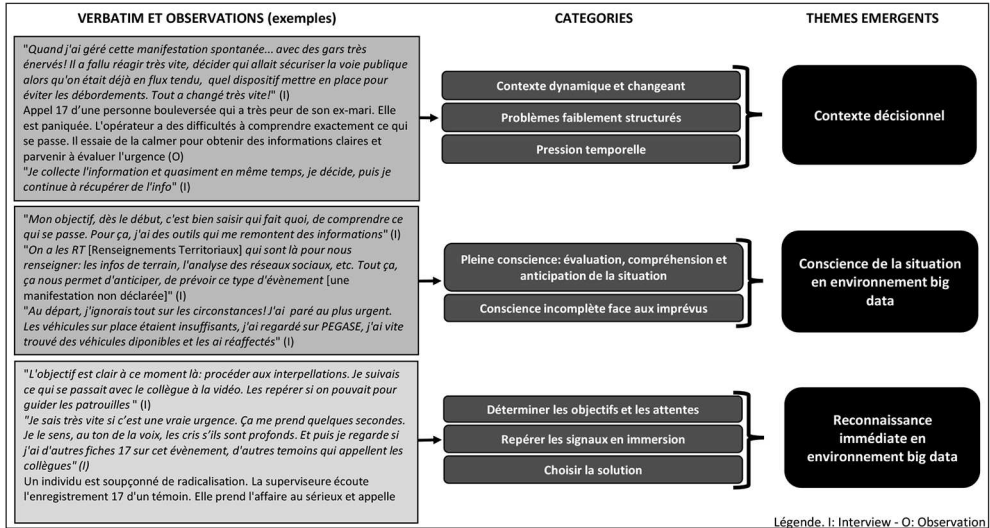 VERBATIM ET OBSERVATIONS (exemples)
CATEGORIES
THEMES EMERGENTS
"Quand j'ai géré cette manifestation spontanée... avec des gars très
énervés! Il a fallu réagir très vite, décider qui allait sécuriser la voie publique
alors qu'on était déjà en flux tendu, quel dispositif mettre en place pour
éviter les débordements. Tout a changé très vite!" (I)
Appel 17 d'une personne bouleversée qui a très peur de son ex-mari. Elle
est paniquée. L'opérateur a des difficultés à comprendre exactement ce qui
se passe. Il essaie de la calmer pour obtenir des informations claires et
parvenir à évaluer l'urgence (O)
"Je collecte l'information et quasiment en même temps, je décide, puis je
continue à récupérer de l'info" (I)
Contexte dynamique et changeant
Problèmes faiblement structurés
Pression temporelle
Contexte décisionnel
"Mon objectif, dès le début, c'est bien saisir qui fait quoi, de comprendre ce
qui se passe. Pour ça, j'ai des outils qui me remontent des informations" (I)
"On a les RT [Renseignements Territoriaux] qui sont là pour nous
renseigner: les infos de terrain, l'analyse des réseaux sociaux, etc. Tout ça,
ça nous permet d'anticiper, de prévoir ce type d'évènement [une
manifestation non déclarée]" (I)
"Au départ, j'ignorais tout sur les circonstances! J'ai paré au plus urgent.
Les véhicules sur place étaient insuffisants, j'ai regardé sur PEGASE, j'ai vite
trouvé des véhicules diponibles et les ai réaffectés" (I)
Pleine conscience: évaluation, compréhension et
anticipation de la situation
Conscience incomplète face aux imprévus
Conscience de la situation
en environnement big
data
"L'objectif est clair à ce moment là: procéder aux interpellations. Je suivais
ce qui se passait avec le collègue à la vidéo. Les repérer si on pouvait pour
guider les patrouilles " (I)
"Je sais très vite si c'est une vraie urgence. Ça me prend quelques secondes.
Je le sens, au ton de la voix, les cris s'ils sont profonds. Et puis je regarde si
j'ai d'autres fiches 17 sur cet évènement, d'autres temoins qui appellent les
collègues" (I)
Un individu est soupçonné de radicalisation. La superviseure écoute
l'enregistrement 17 d'un témoin. Elle prend l'affaire au sérieux et appelle
Déterminer les objectifs et les attentes
Repérer les signaux en immersion
Choisir la solution
Reconnaissance
immédiate en
environnement big data
Légende. I: Interview - O: Observation